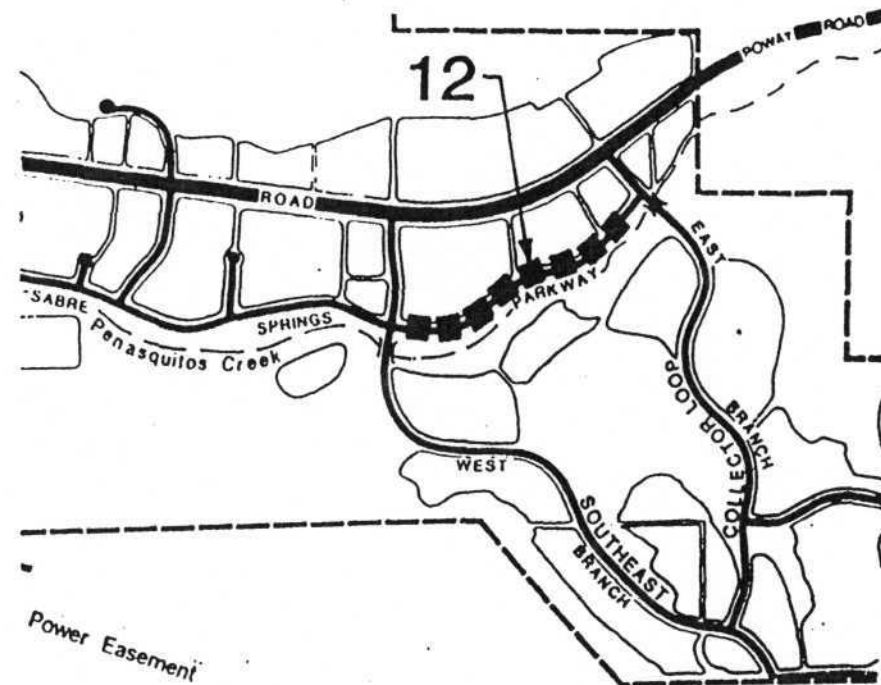 POWAY ROAD
12
ROAD
EAST
PARKWAY
SABRE
SPRINGS
Penasquitos Creek
COLLECTOR LOOP
BRANCH
WEST
SOUTHEAST
BRANCH
Power Easement